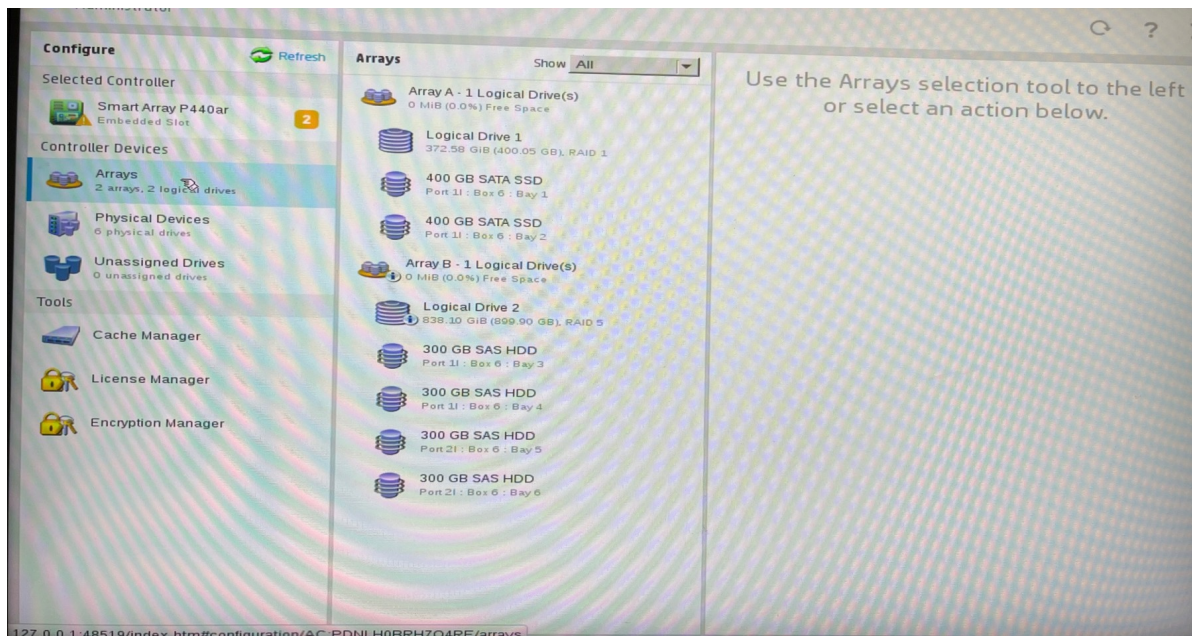 Configure
Refresh
Selected Controller
Smart Array P440ar
Embedded Slot
2
Controller Devices
Arrays
2 arrays, 2 logical drives
Physical Devices
6 physical drives
Unassigned Drives
0 unassigned drives
Tools
Cache Manager
License Manager
Encryption Manager
Arrays
Show All
Array A - 1 Logical Drive(s)
0 MiB (0.0%) Free Space
Logical Drive 1
372.58 GiB (400.05 GB), RAID 1
400 GB SATA SSD
Port 1I : Box 6 : Bay 1
400 GB SATA SSD
Port 1I : Box 6 : Bay 2
Array B - 1 Logical Drive(s)
0 MiB (0.0%) Free Space
Logical Drive 2
838.10 GiB (899.90 GB), RAID 5
300 GB SAS HDD
Port 1I : Box 6 : Bay 3
300 GB SAS HDD
Port 1I : Box 6 : Bay 4
300 GB SAS HDD
Port 2I : Box 6 : Bay 5
300 GB SAS HDD
Port 2I : Box 6 : Bay 6
?
Use the Arrays selection tool to the left
or select an action below.